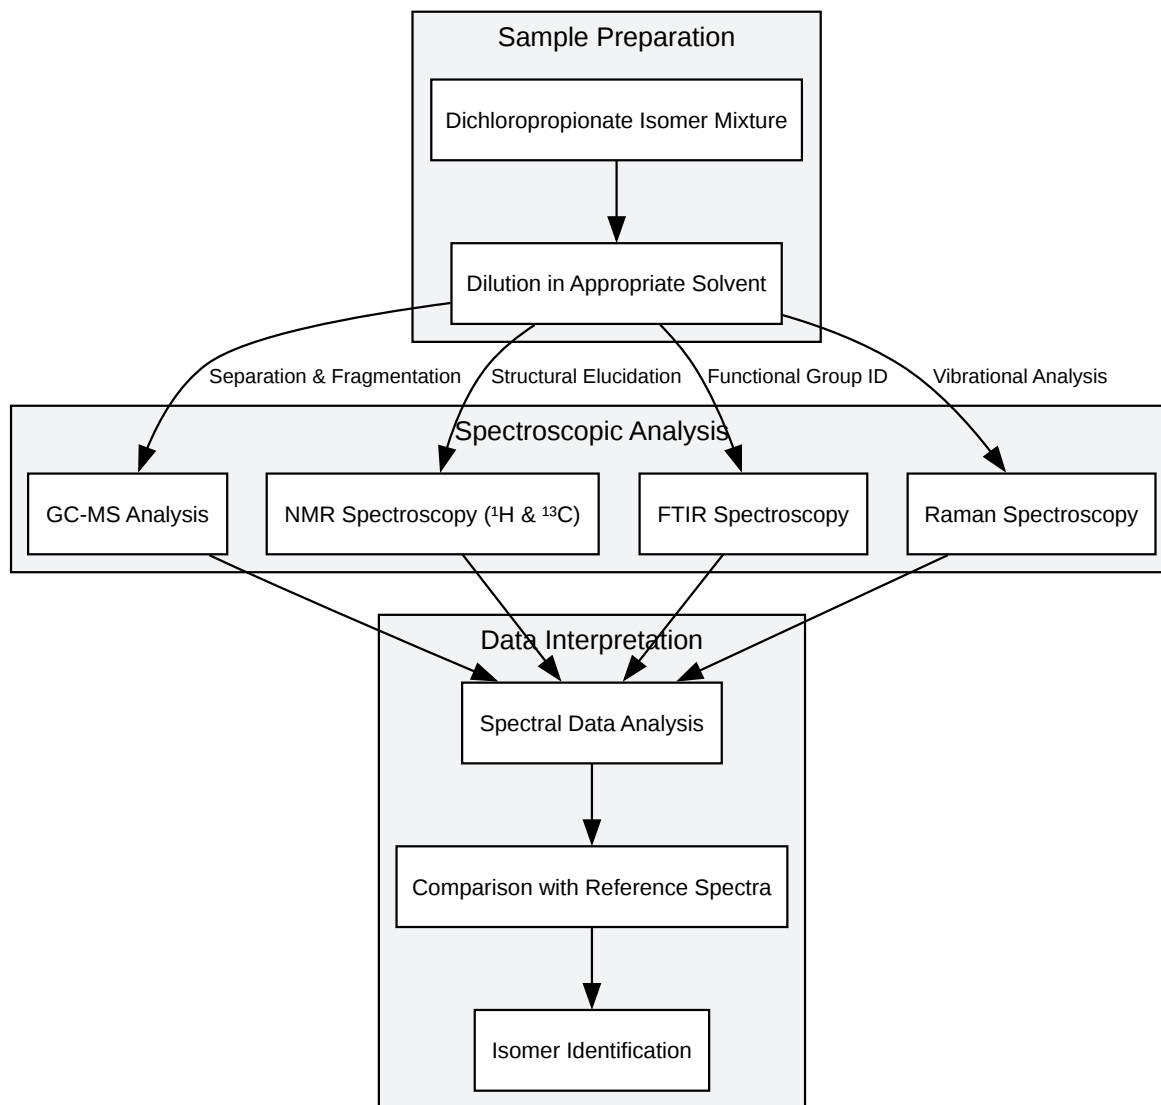 Sample Preparation
Dichloropropionate Isomer Mixture
Dilution in Appropriate Solvent
Separation & Fragmentation
Structural Elucidation
Functional Group ID
Vibrational Analysis
Spectroscopic Analysis
GC-MS Analysis
NMR Spectroscopy (¹H & ¹³C)
FTIR Spectroscopy
Raman Spectroscopy
Data Interpretation
Spectral Data Analysis
Comparison with Reference Spectra
Isomer Identification